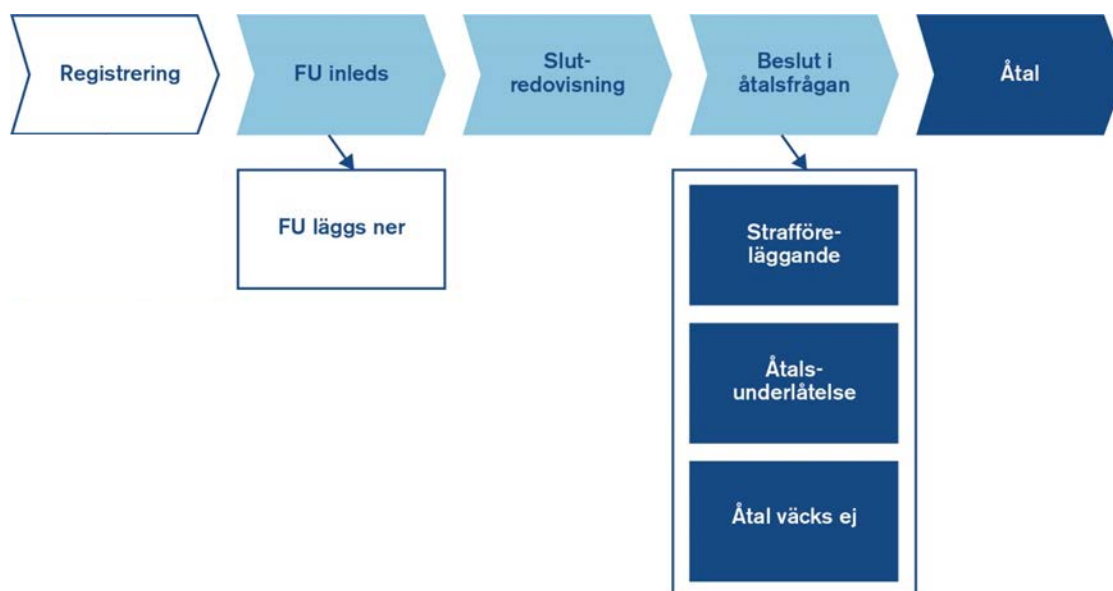 Registrering
FU inleds
Slut-
redovisning
Beslut i
åtalsfrågan
Åtal
FU läggs ner
Strafföre-
läggande
Åtals-
underlåtelse
Åtal väcks ej